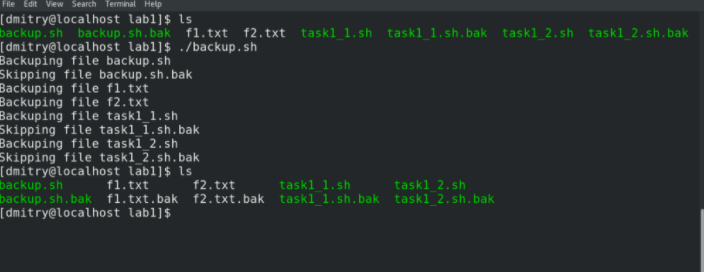 File Edit View Search Terminal Help
[dmitry@localhost lab1]$ ls
backup.sh backup.sh.bak f1.txt f2.txt task1_1.sh task1_1.sh.bak task1_2.sh task1_2.sh.bak
[dmitry@localhost lab1]$ ./backup.sh
Backuping file backup.sh
Skipping file backup.sh.bak
Backuping file f1.txt
Backuping file f2.txt
Backuping file task1_1.sh
Skipping file task1_1.sh.bak
Backuping file task1_2.sh
Skipping file task1_2.sh.bak
[dmitry@localhost lab1]$ ls
backup.sh f1.txt f2.txt task1_1.sh task1_2.sh
backup.sh.bak f1.txt.bak f2.txt.bak task1_1.sh.bak task1_2.sh.bak
[dmitry@localhost lab1]$